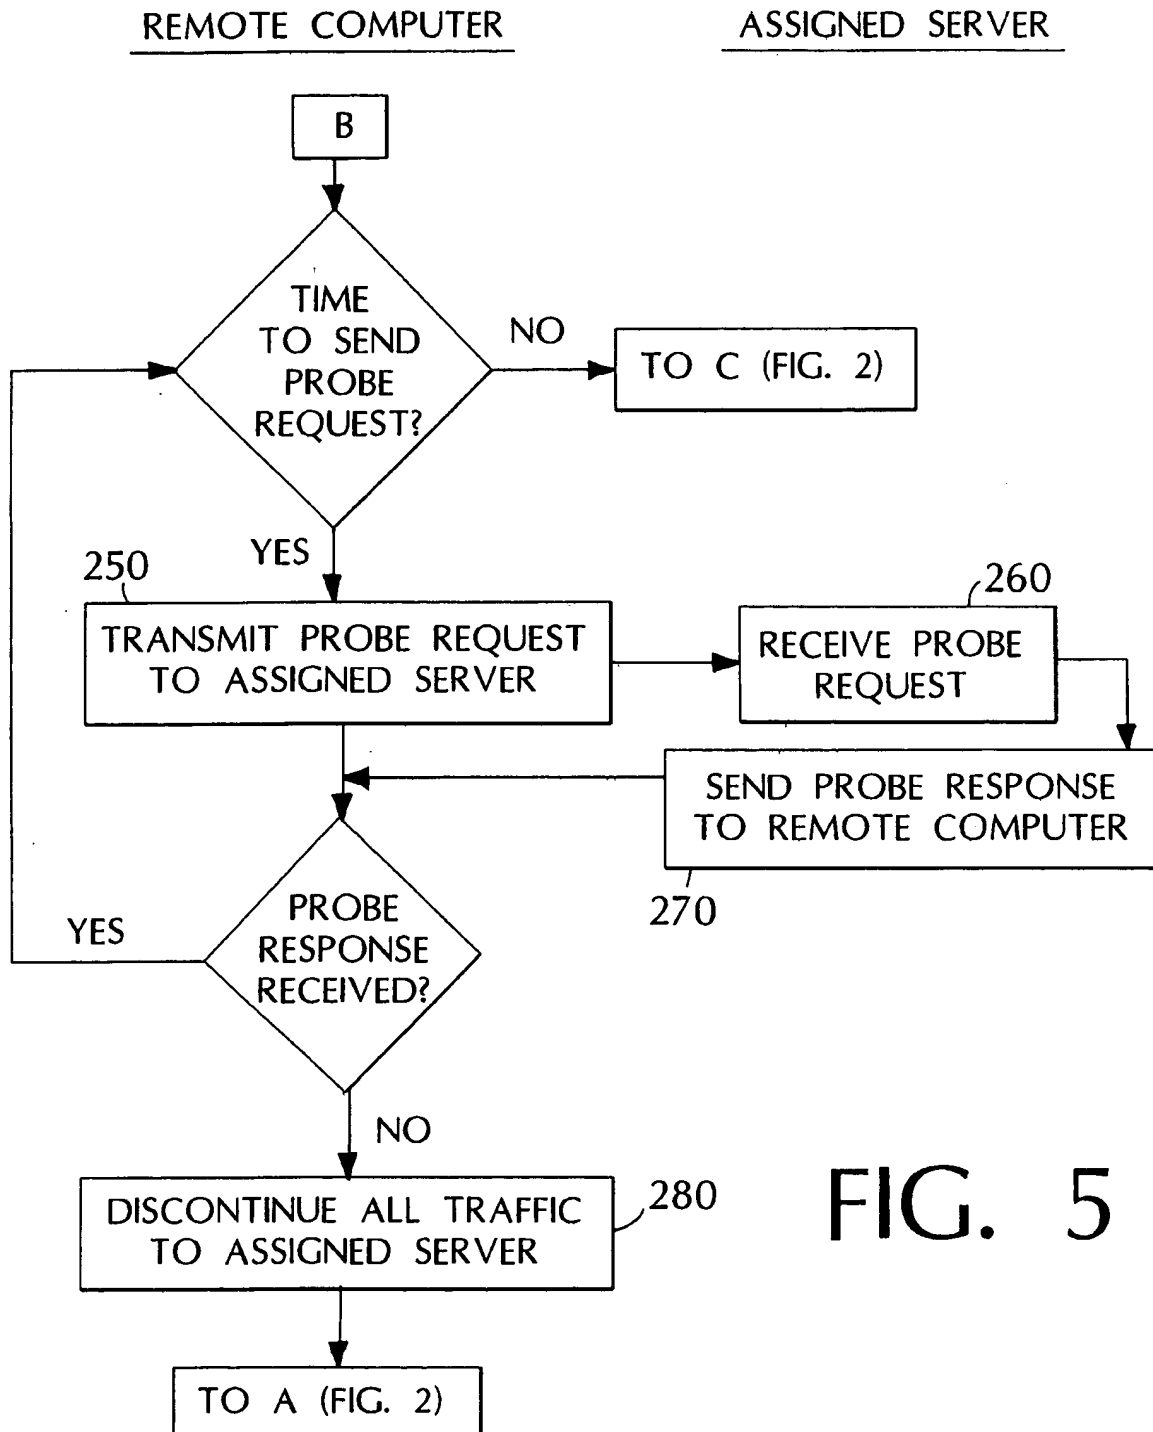 REMOTE COMPUTER
ASSIGNED SERVER
B
TIME
TO SEND
PROBE
REQUEST?
NO
TO C (FIG. 2)
YES
250
TRANSMIT PROBE REQUEST
TO ASSIGNED SERVER
260
RECEIVE PROBE
REQUEST
SEND PROBE RESPONSE
TO REMOTE COMPUTER
270
PROBE
RESPONSE
RECEIVED?
YES
NO
DISCONTINUE ALL TRAFFIC
TO ASSIGNED SERVER
280
FIG. 5
TO A (FIG. 2)